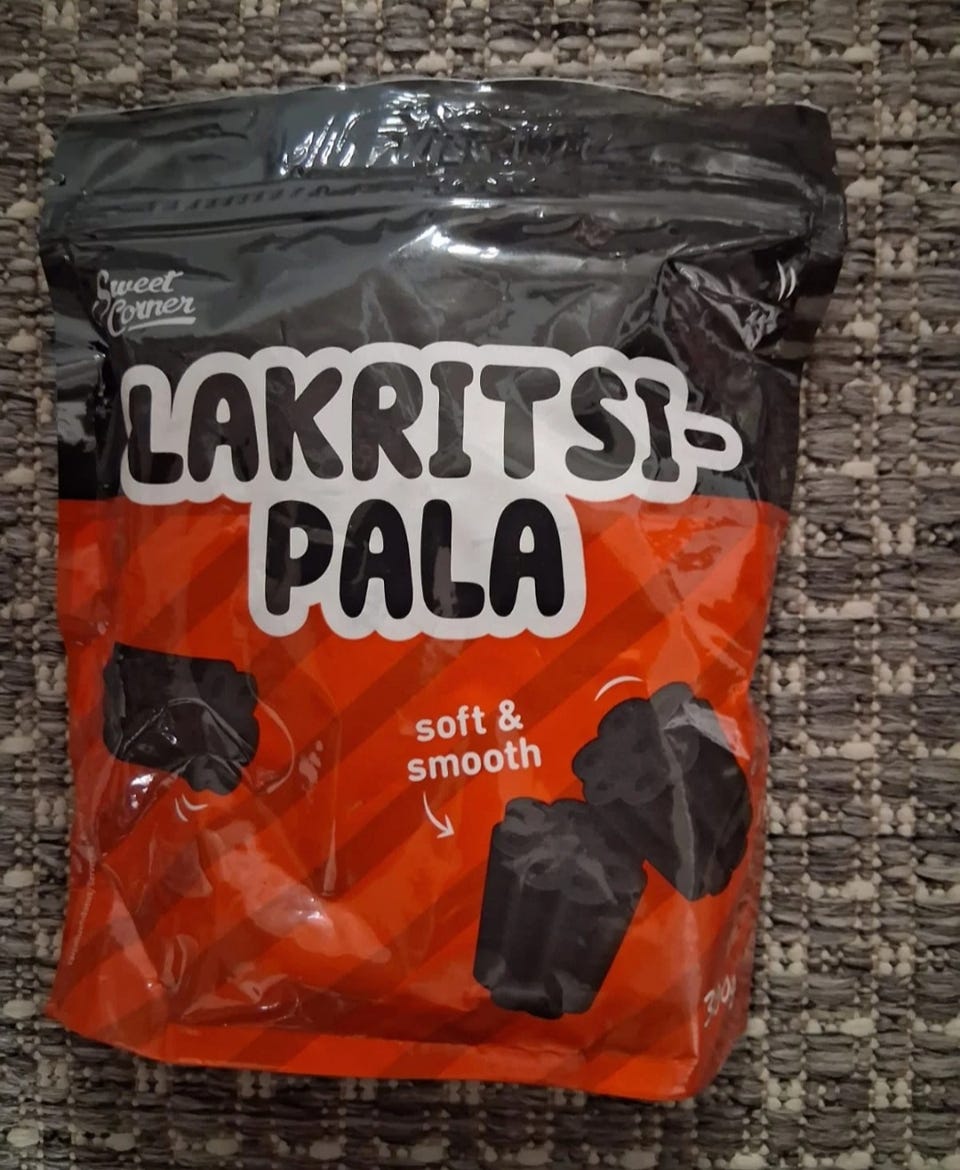 Sweet
Corner
LAKRITSI-
PALA
soft &
smooth